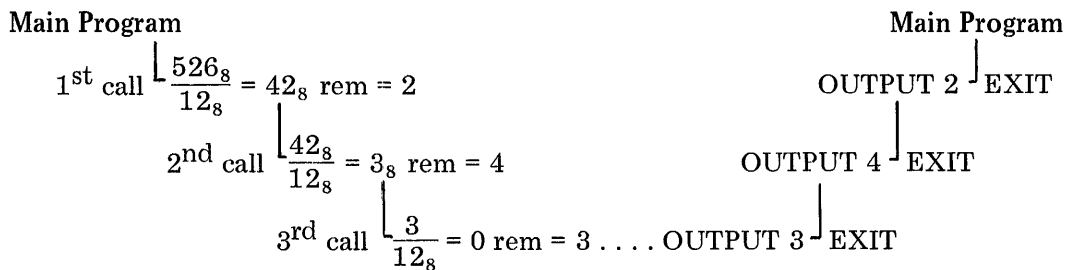 Main Program Main Program
1st call 526₈/12₈ = 42₈ rem = 2 OUTPUT 2 EXIT
2nd call 42₈/12₈ = 3₈ rem = 4 OUTPUT 4 EXIT
3rd call 3/12₈ = 0 rem = 3 .... OUTPUT 3 EXIT